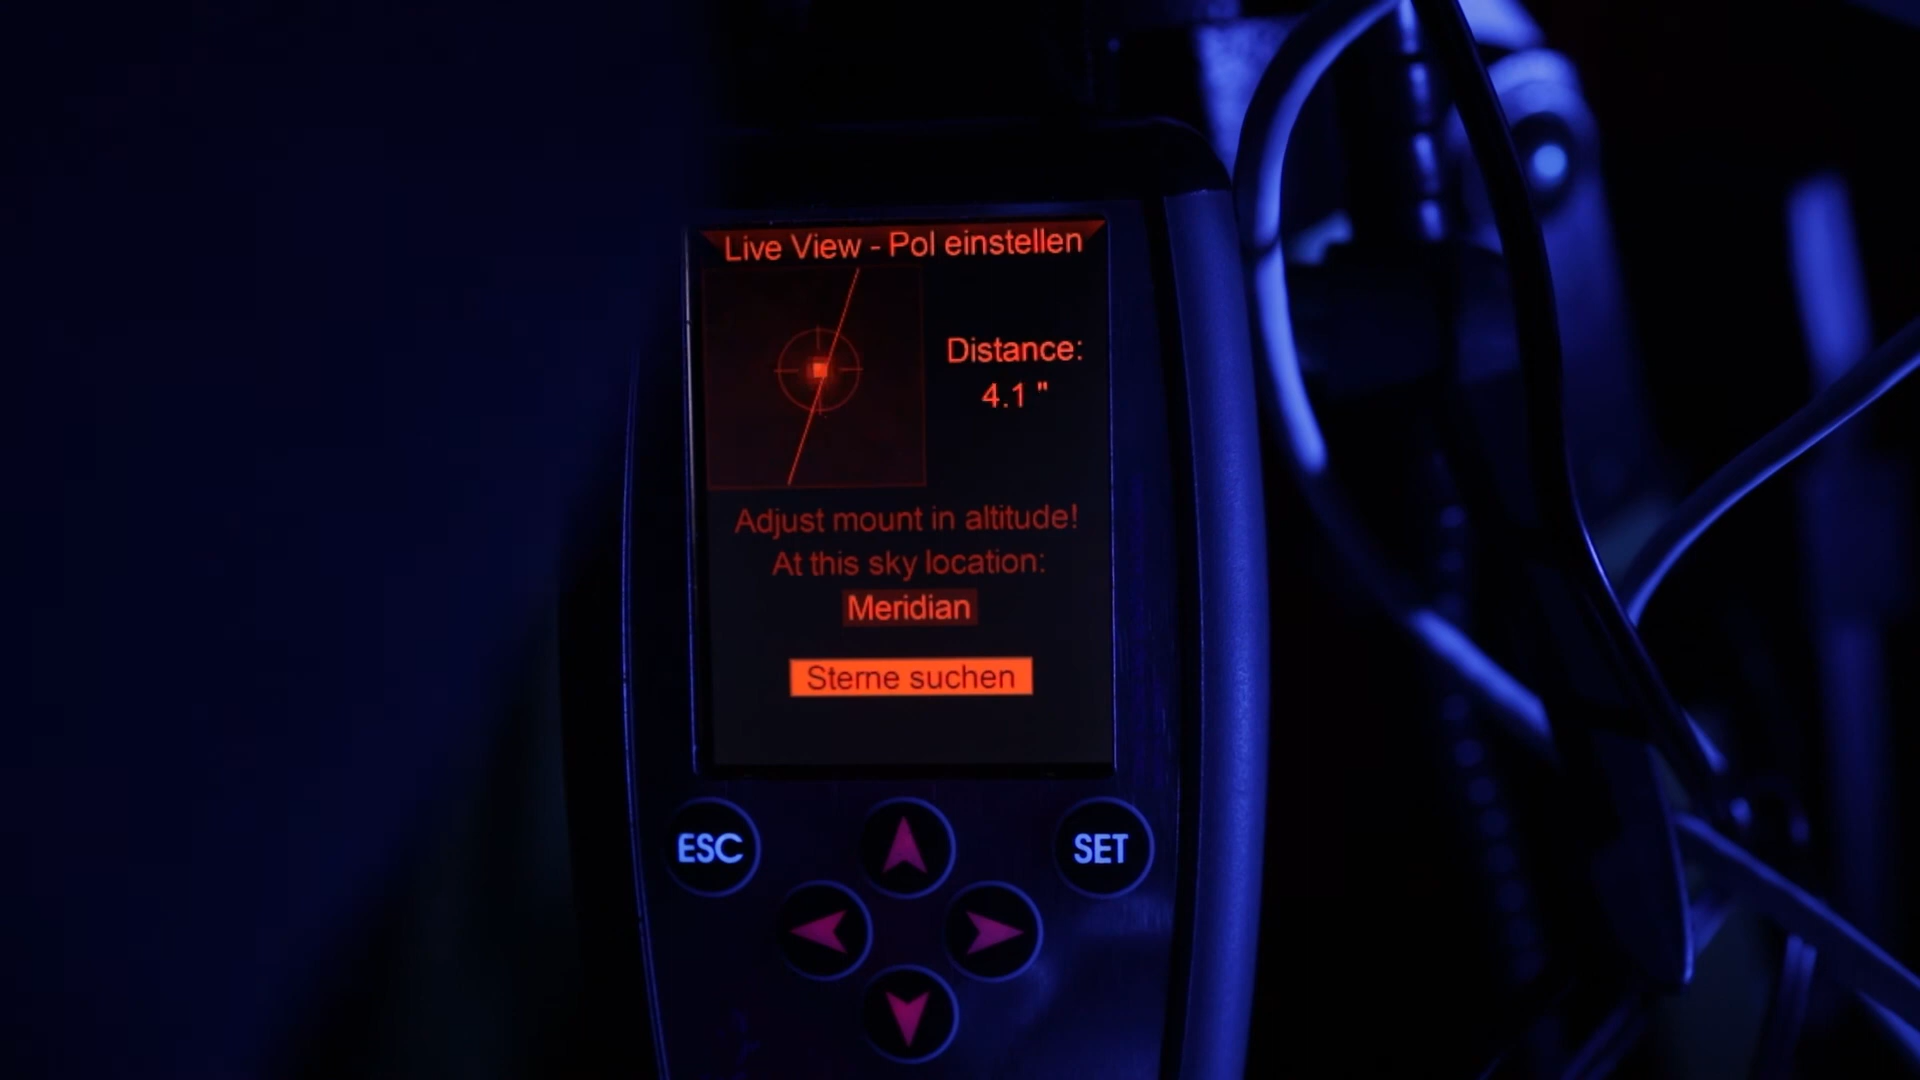 Live View - Pol einstellen
Distance:
4.1 "
Adjust mount in altitude!
At this sky location:
Meridian
Sterne suchen
ESC
SET